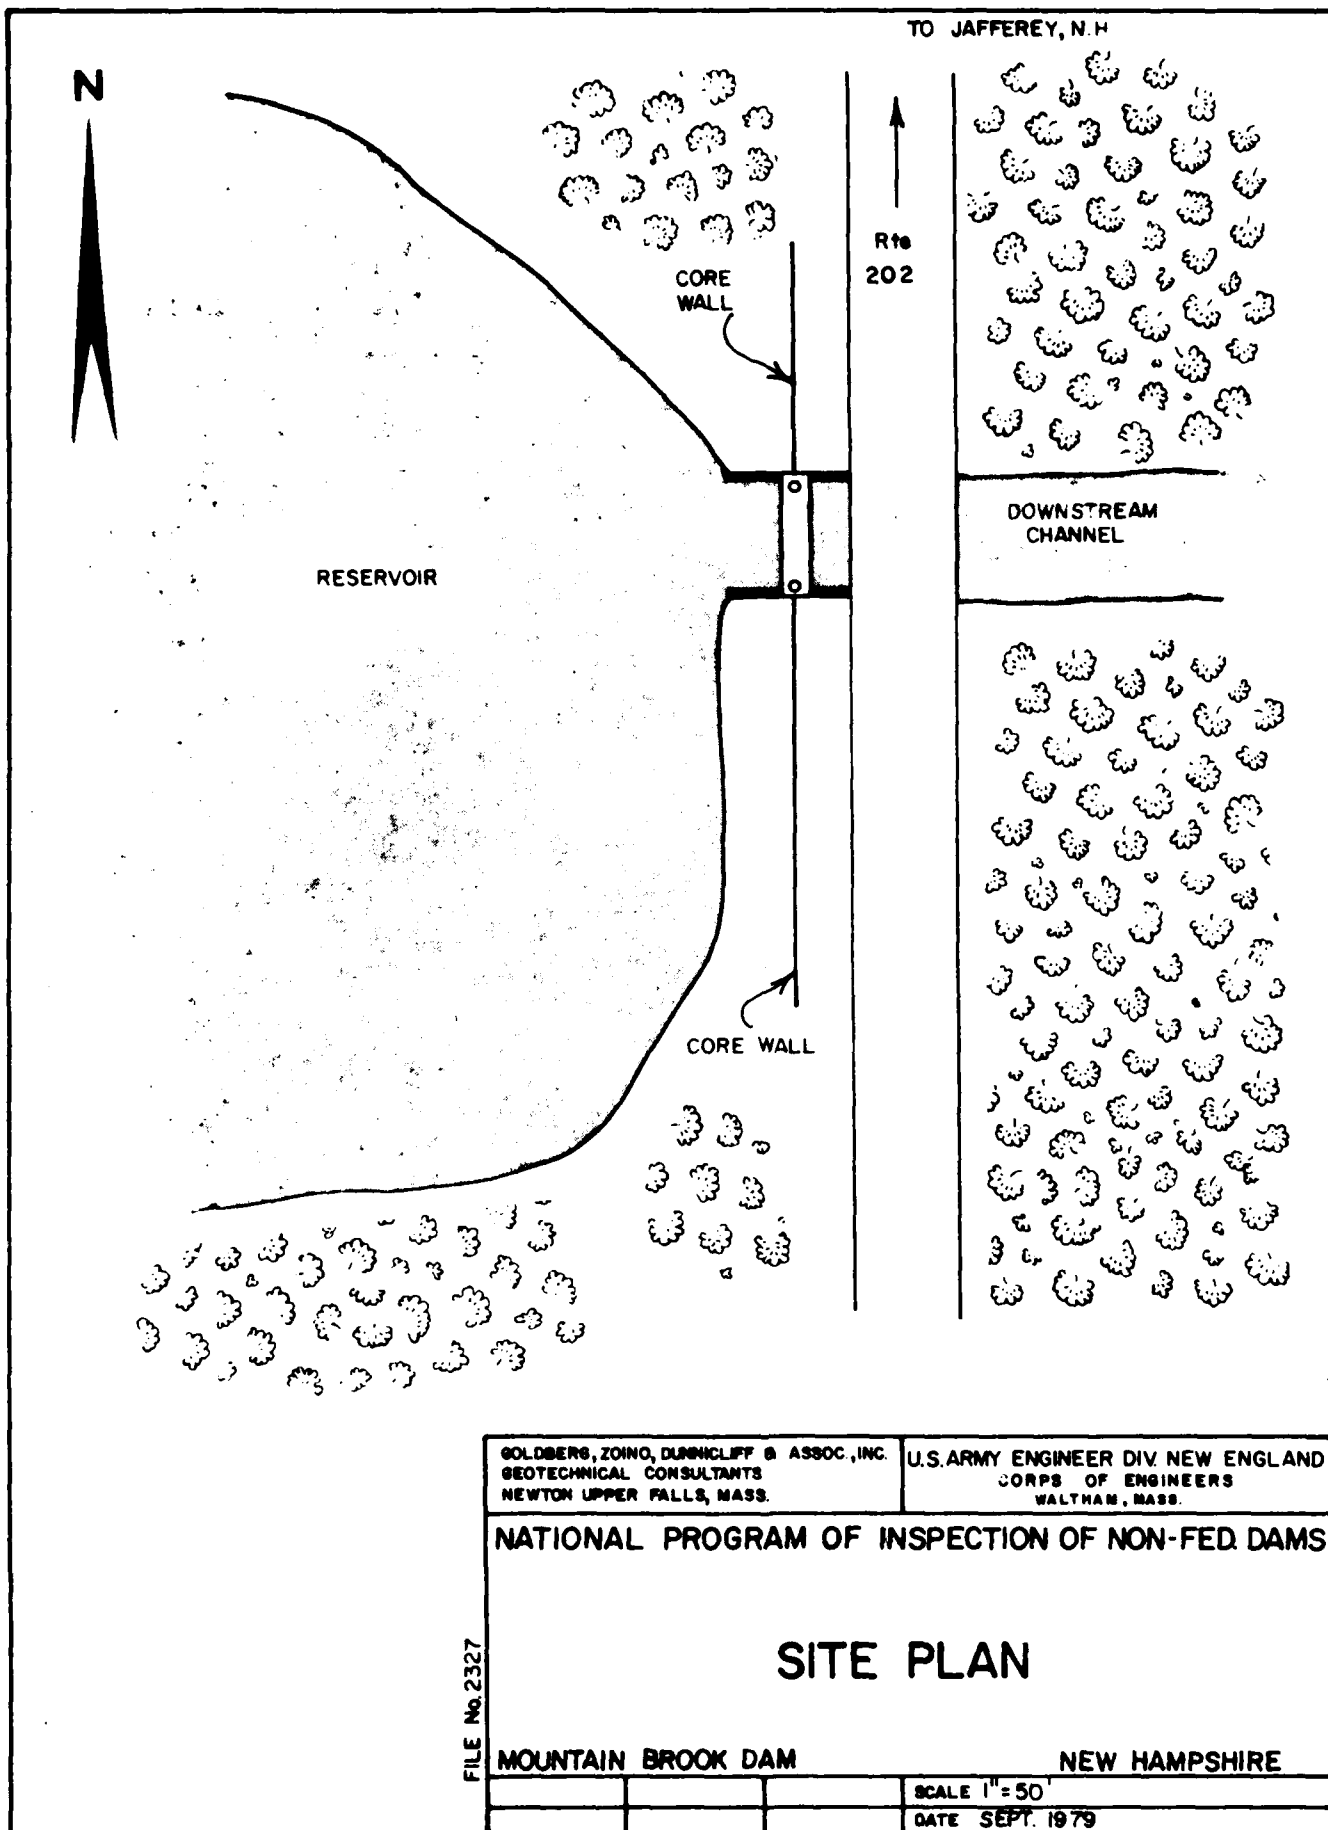 TO JAFFEREY, N.H
N
Rte
202
CORE
WALL
DOWNSTREAM
CHANNEL
RESERVOIR
CORE WALL
GOLDBERG, ZOINO, DUNNICLIFF & ASSOC., INC.
GEOTECHNICAL CONSULTANTS
NEWTON UPPER FALLS, MASS.
U.S. ARMY ENGINEER DIV. NEW ENGLAND
CORPS OF ENGINEERS
WALTHAM, MASS.
NATIONAL PROGRAM OF INSPECTION OF NON-FED. DAMS
SITE PLAN
FILE No. 2327
MOUNTAIN BROOK DAM
NEW HAMPSHIRE
SCALE 1" = 50'
DATE SEPT. 1979